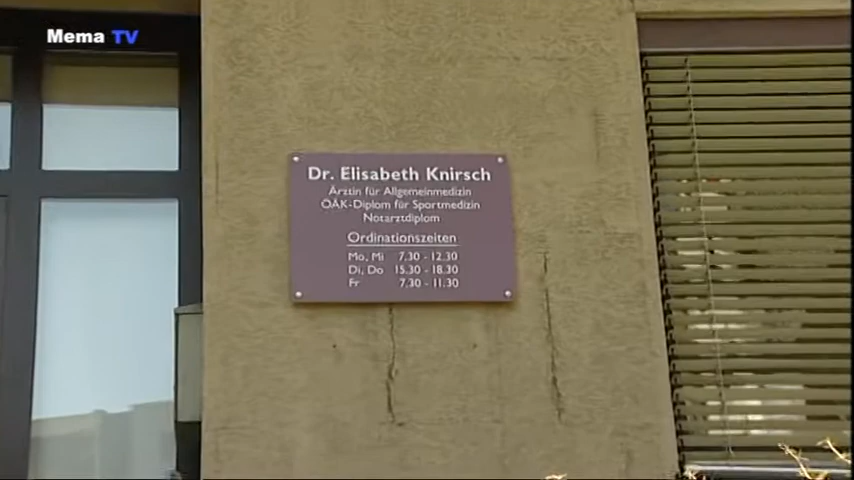 Mema TV
Dr. Elisabeth Knirsch
Ärztin für Allgemeinmedizin
ÖÄK-Diplom für Sportmedizin
Notarztdiplom
Ordinationszeiten
Mo, Mi 7.30 - 12.30
Di, Do 15.30 - 18.30
Fr 7.30 - 11.30